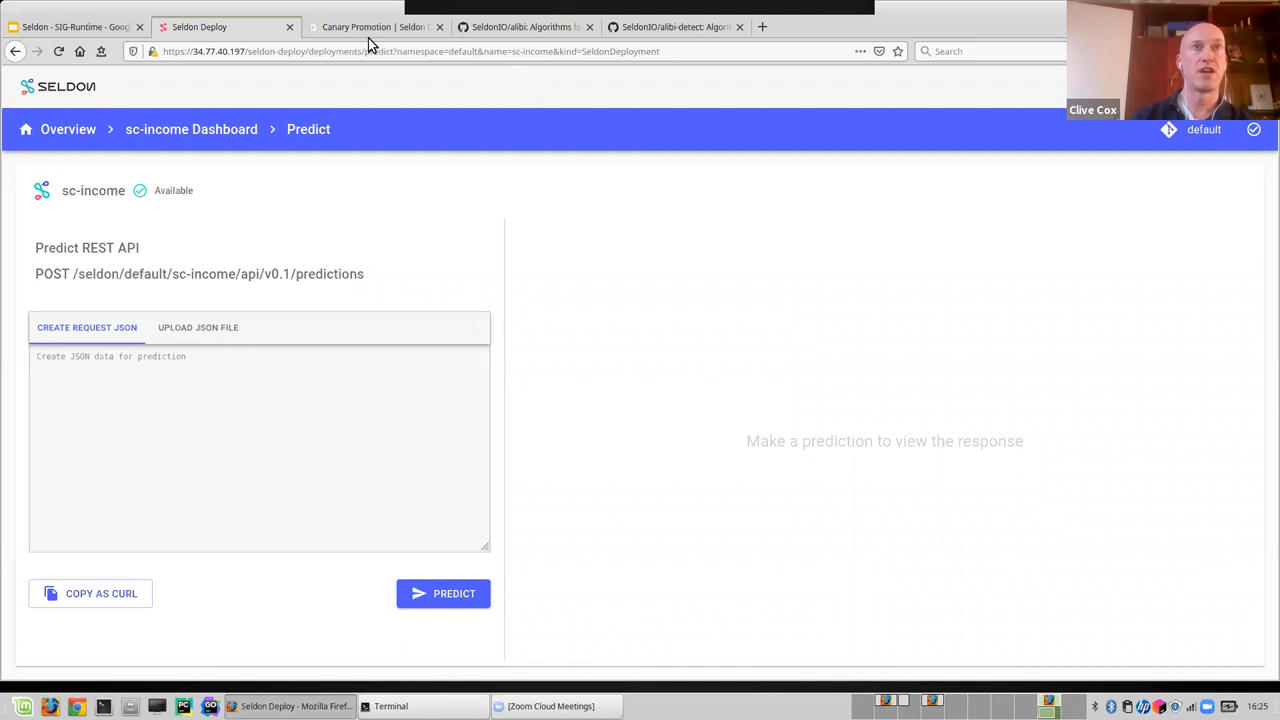 Seldon - SIG-Runtime - Goog
Seldon Deploy
Canary Promotion | Seldon D
SeldonIO/alibi: Algorithms fo
SeldonIO/alibi-detect: Algorit
https://34.77.40.197/seldon-deploy/deployments/predict?namespace=default&name=sc-income&kind=SeldonDeployment
Search
SELDON
Clive Cox
Overview > sc-income Dashboard > Predict
default
sc-income Available
Predict REST API
POST /seldon/default/sc-income/api/v0.1/predictions
CREATE REQUEST JSON
UPLOAD JSON FILE
Create JSON data for prediction
Make a prediction to view the response
COPY AS CURL
PREDICT
Seldon Deploy - Mozilla Firef...
Terminal
[Zoom Cloud Meetings]
16:25